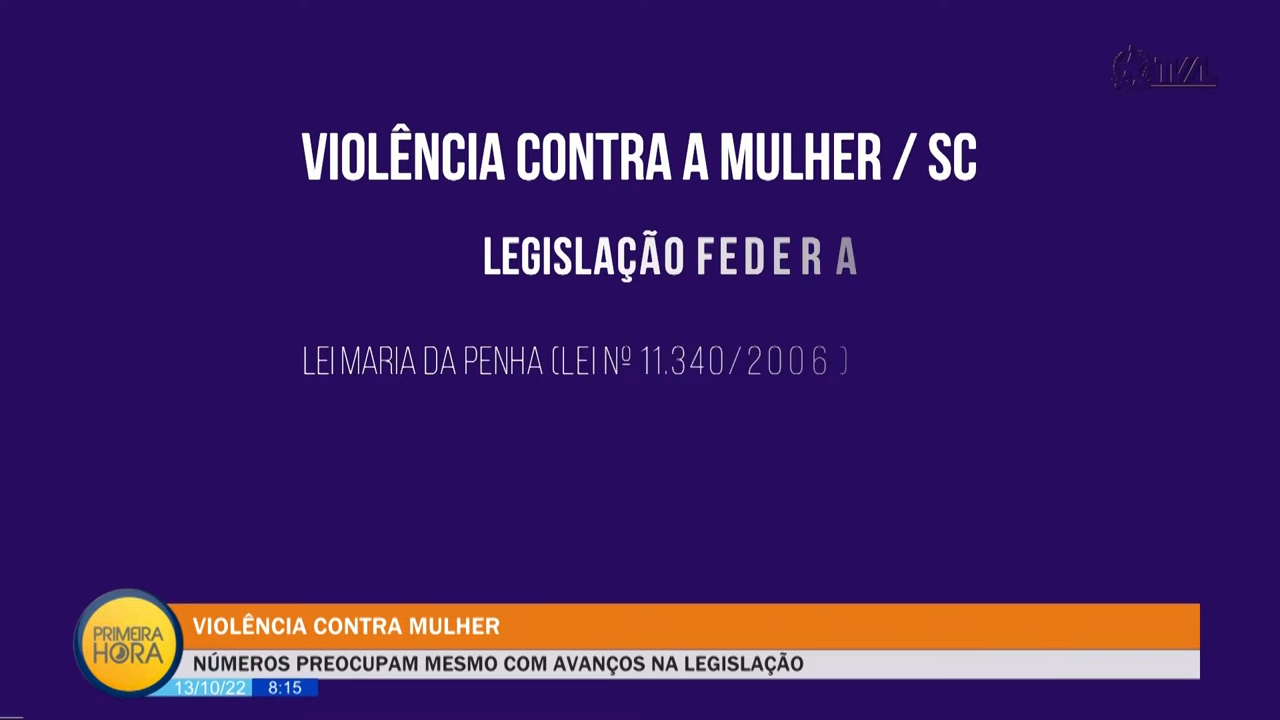 TVAL
VIOLÊNCIA CONTRA A MULHER / SC
LEGISLAÇÃO FEDERA
LEI MARIA DA PENHA (LEI Nº 11.340/2006)
PRIMEIRA
HORA
VIOLÊNCIA CONTRA MULHER
NÚMEROS PREOCUPAM MESMO COM AVANÇOS NA LEGISLAÇÃO
13/10/22 8:15